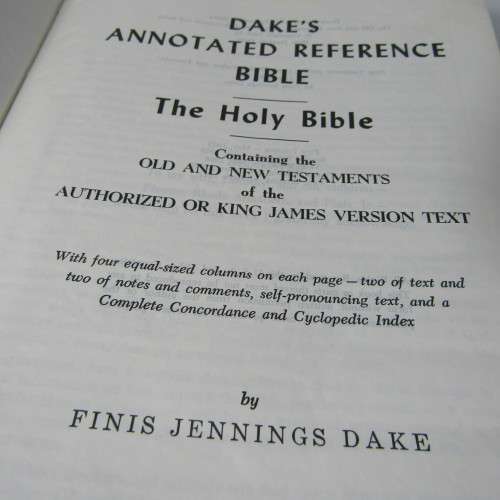 DAKE'S
ANNOTATED REFERENCE
BIBLE
The Holy Bible
Containing the
OLD AND NEW TESTAMENTS
of the
AUTHORIZED OR KING JAMES VERSION TEXT
With four equal-sized columns on each page — two of text and
two of notes and comments, self-pronouncing text, and a
Complete Concordance and Cyclopedic Index
by
FINIS JENNINGS DAKE